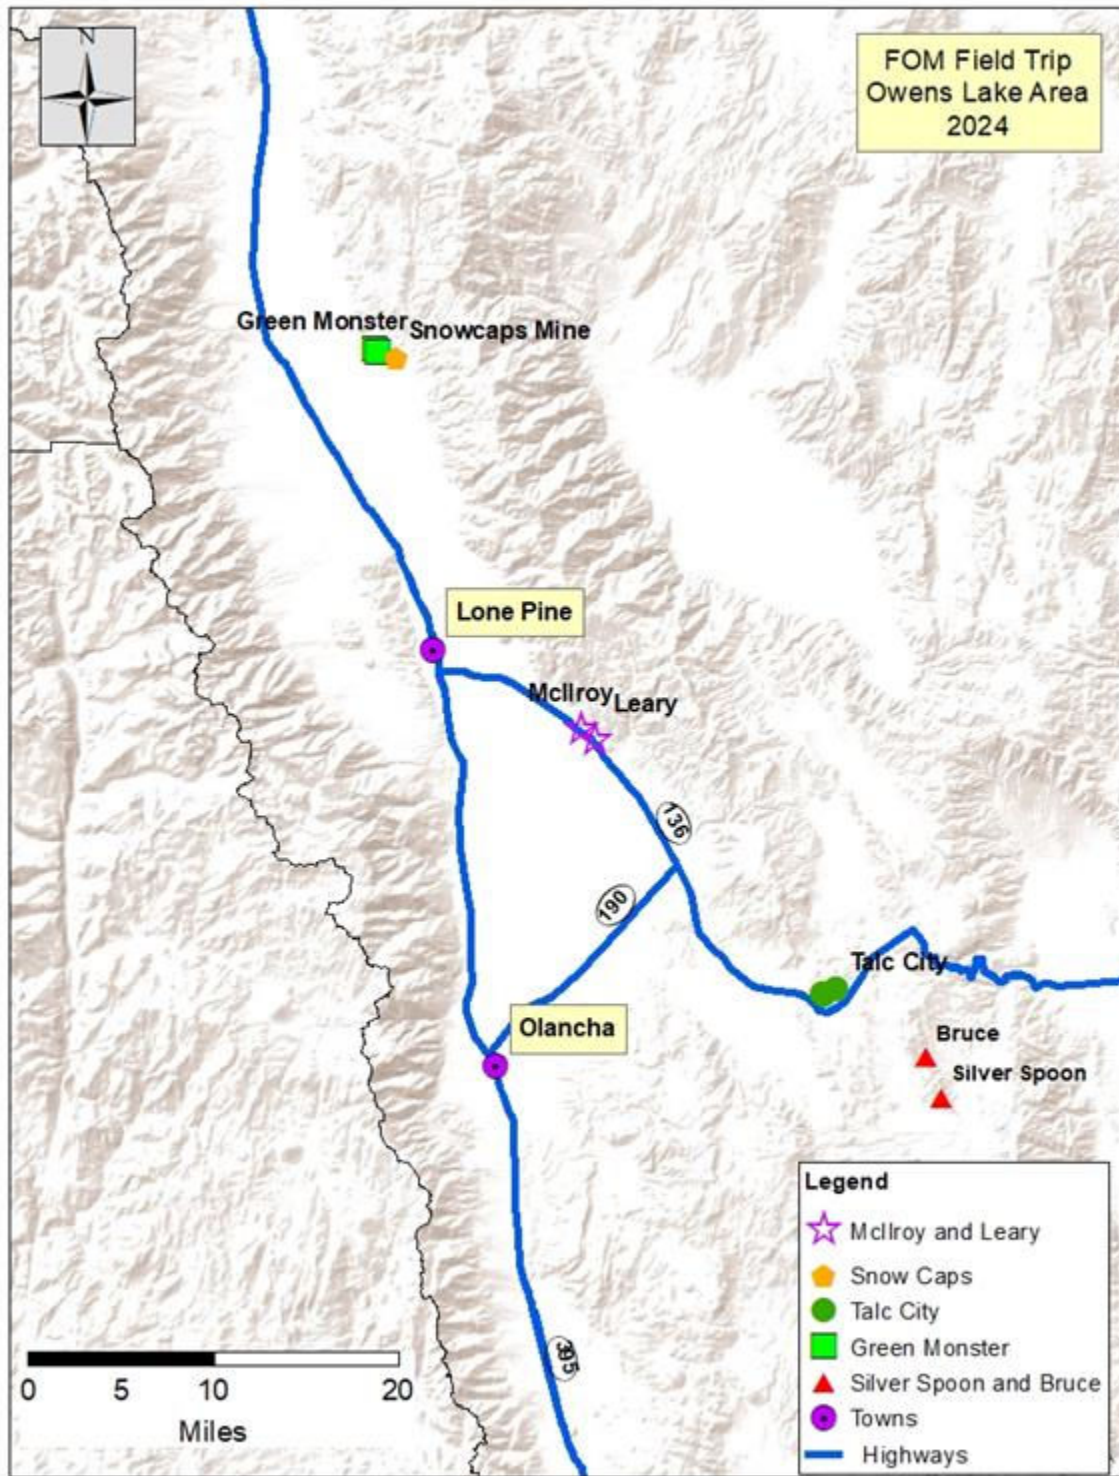 N
FOM Field Trip
Owens Lake Area
2024
Green Monster
Snowcaps Mine
Lone Pine
McIlroy
Leary
136
190
Talc City
Olancha
Bruce
Silver Spoon
Legend
McIlroy and Leary
Snow Caps
Talc City
Green Monster
Silver Spoon and Bruce
Towns
Highways
0 5 10 20
Miles